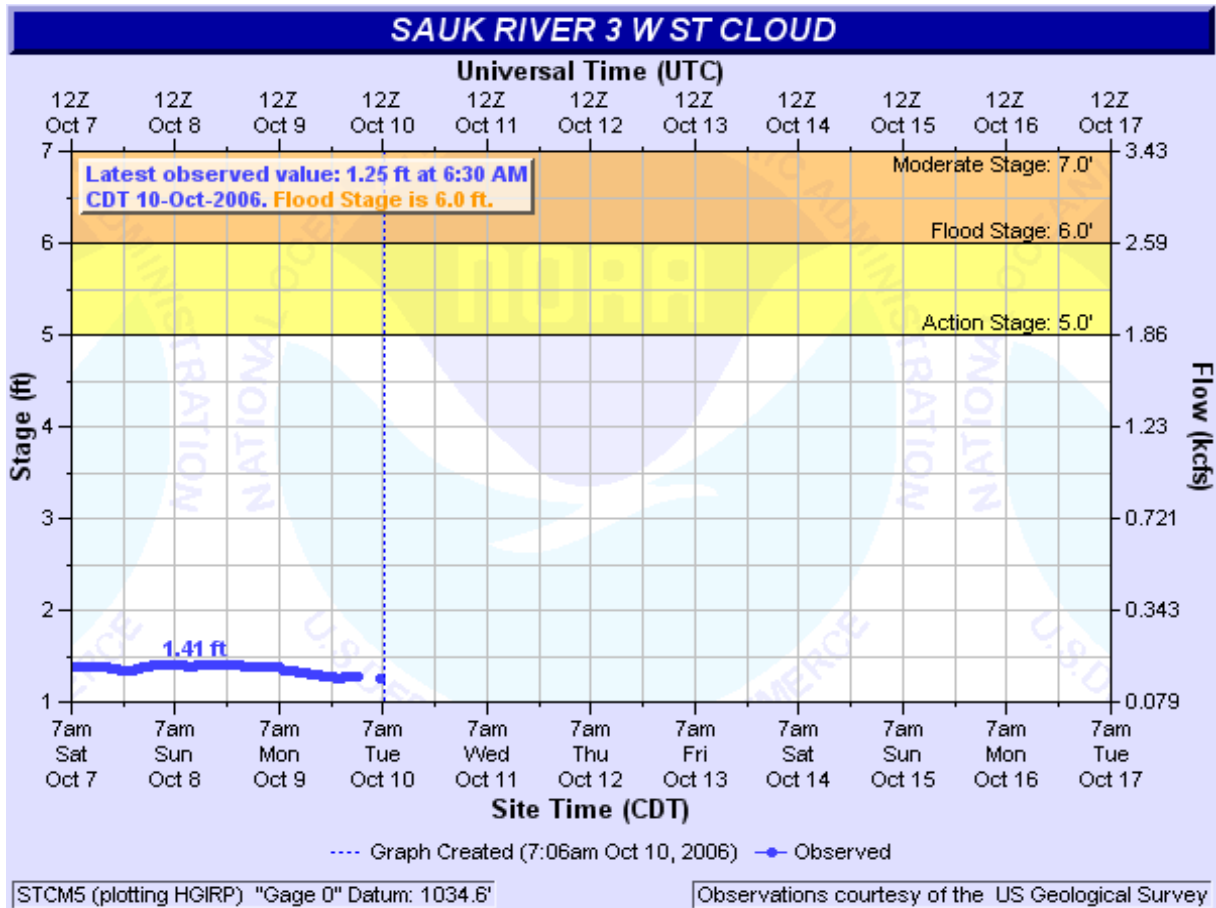 SAUK RIVER 3 W ST CLOUD
Universal Time (UTC)
12Z 12Z 12Z 12Z 12Z 12Z 12Z 12Z 12Z 12Z 12Z
Oct 7 Oct 8 Oct 9 Oct 10 Oct 11 Oct 12 Oct 13 Oct 14 Oct 15 Oct 16 Oct 17
Latest observed value: 1.25 ft at 6:30 AM
CDT 10-Oct-2006. Flood Stage is 6.0 ft.
Moderate Stage: 7.0'
Flood Stage: 6.0'
Action Stage: 5.0'
Stage (ft)
7
6
5
4
3
2
1
Flow (kcfs)
3.43
2.59
1.86
1.23
0.721
0.343
0.079
1.41 ft
NOAA
7am 7am 7am 7am 7am 7am 7am 7am 7am 7am 7am
Sat Sun Mon Tue Wed Thu Fri Sat Sun Mon Tue
Oct 7 Oct 8 Oct 9 Oct 10 Oct 11 Oct 12 Oct 13 Oct 14 Oct 15 Oct 16 Oct 17
Site Time (CDT)
Graph Created (7:06am Oct 10, 2006) Observed
STCM5 (plotting HGIRP) "Gage 0" Datum: 1034.6'
Observations courtesy of the US Geological Survey